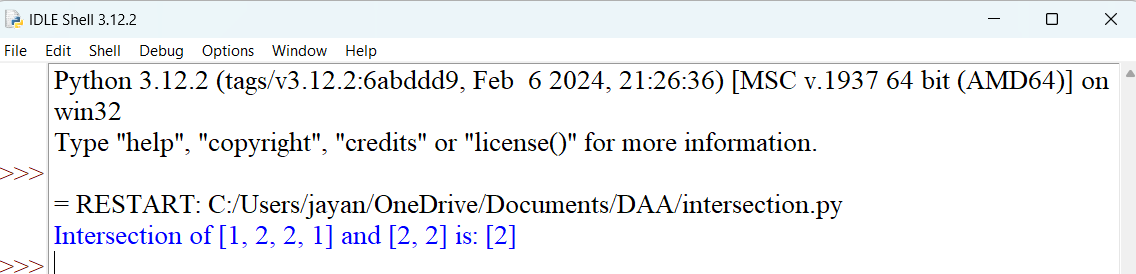 IDLE Shell 3.12.2
File Edit Shell Debug Options Window Help
Python 3.12.2 (tags/v3.12.2:6abddd9, Feb  6 2024, 21:26:36) [MSC v.1937 64 bit (AMD64)] on
win32
Type "help", "copyright", "credits" or "license()" for more information.
>>>
= RESTART: C:/Users/jayan/OneDrive/Documents/DAA/intersection.py
Intersection of [1, 2, 2, 1] and [2, 2] is: [2]
>>>